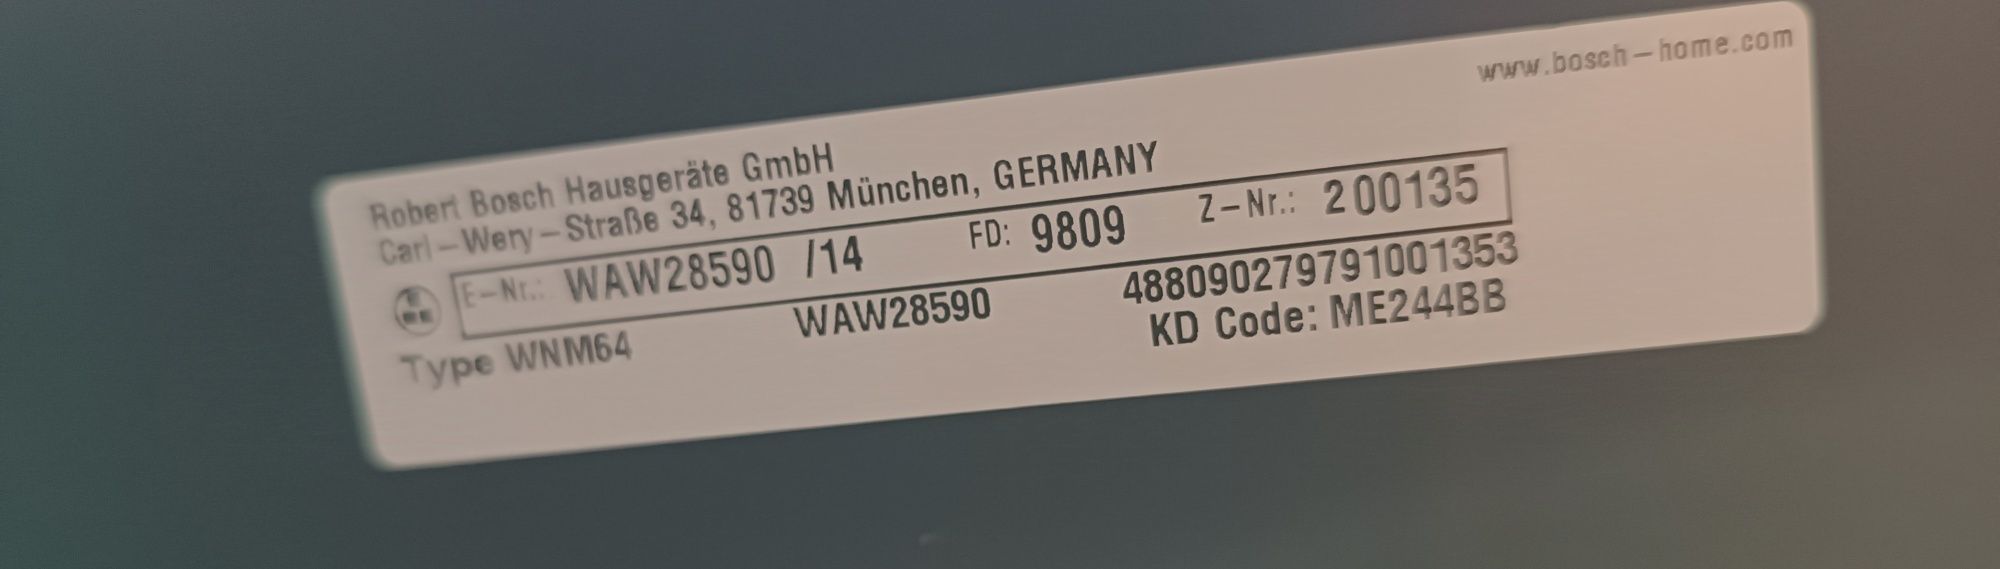 www.bosch-home.com
Robert Bosch Hausgeräte GmbH
Carl-Wery-Straße 34, 81739 München, GERMANY
E-Nr.: WAW28590 /14 FD: 9809 Z-Nr.: 200135
Type WNM64 WAW28590 488090279791001353
KD Code: ME244BB